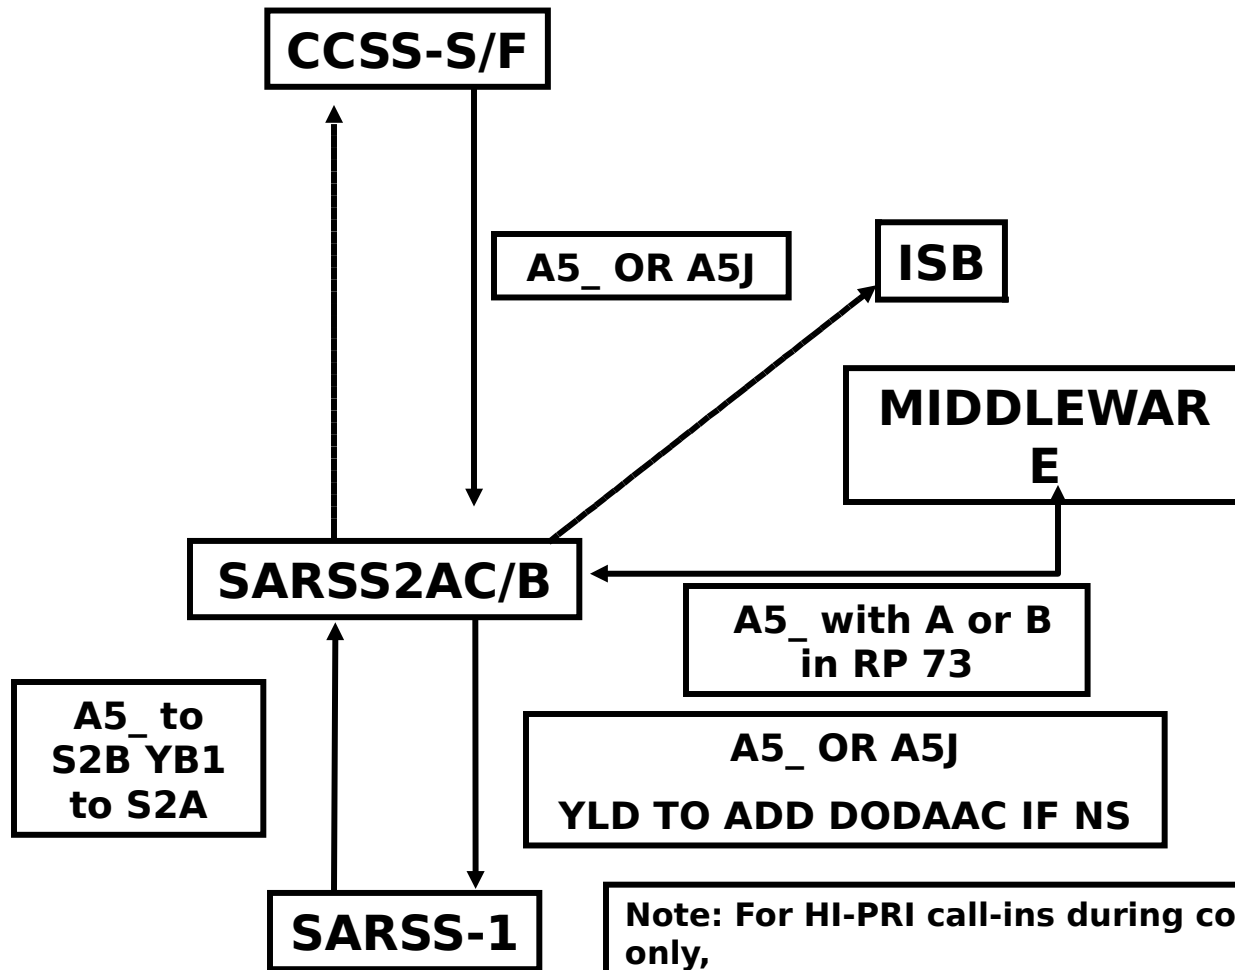 CCSS-S/F
A5_ OR A5J
ISB
MIDDLEWAR
E
SARSS2AC/B
A5_ with A or B
in RP 73
A5_ to
S2B YB1
to S2A
A5_ OR A5J
YLD TO ADD DODAAC IF NS
SARSS-1
Note: For HI-PRI call-ins during
only,